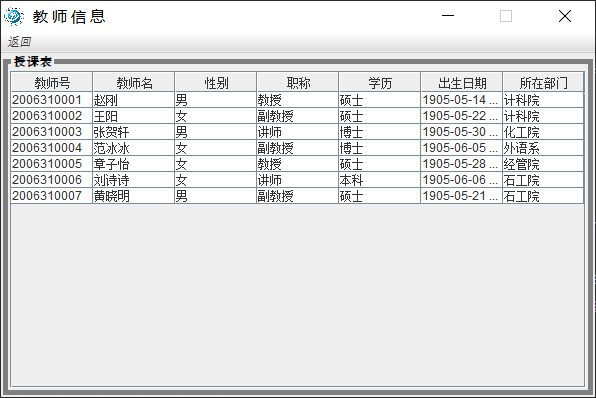 教师信息
返回
授课表
教师号 教师名 性别 职称 学历 出生日期 所在部门
2006310001 赵刚 男 教授 硕士 1905-05-14 ... 计科院
2006310002 王阳 女 副教授 硕士 1905-05-22 ... 计科院
2006310003 张贺轩 男 讲师 博士 1905-05-30 ... 化工院
2006310004 范冰冰 女 副教授 博士 1905-06-05 ... 外语系
2006310005 章子怡 女 教授 硕士 1905-05-28 ... 经管院
2006310006 刘诗诗 女 讲师 本科 1905-06-06 ... 石工院
2006310007 黄晓明 男 副教授 硕士 1905-05-21 ... 石工院